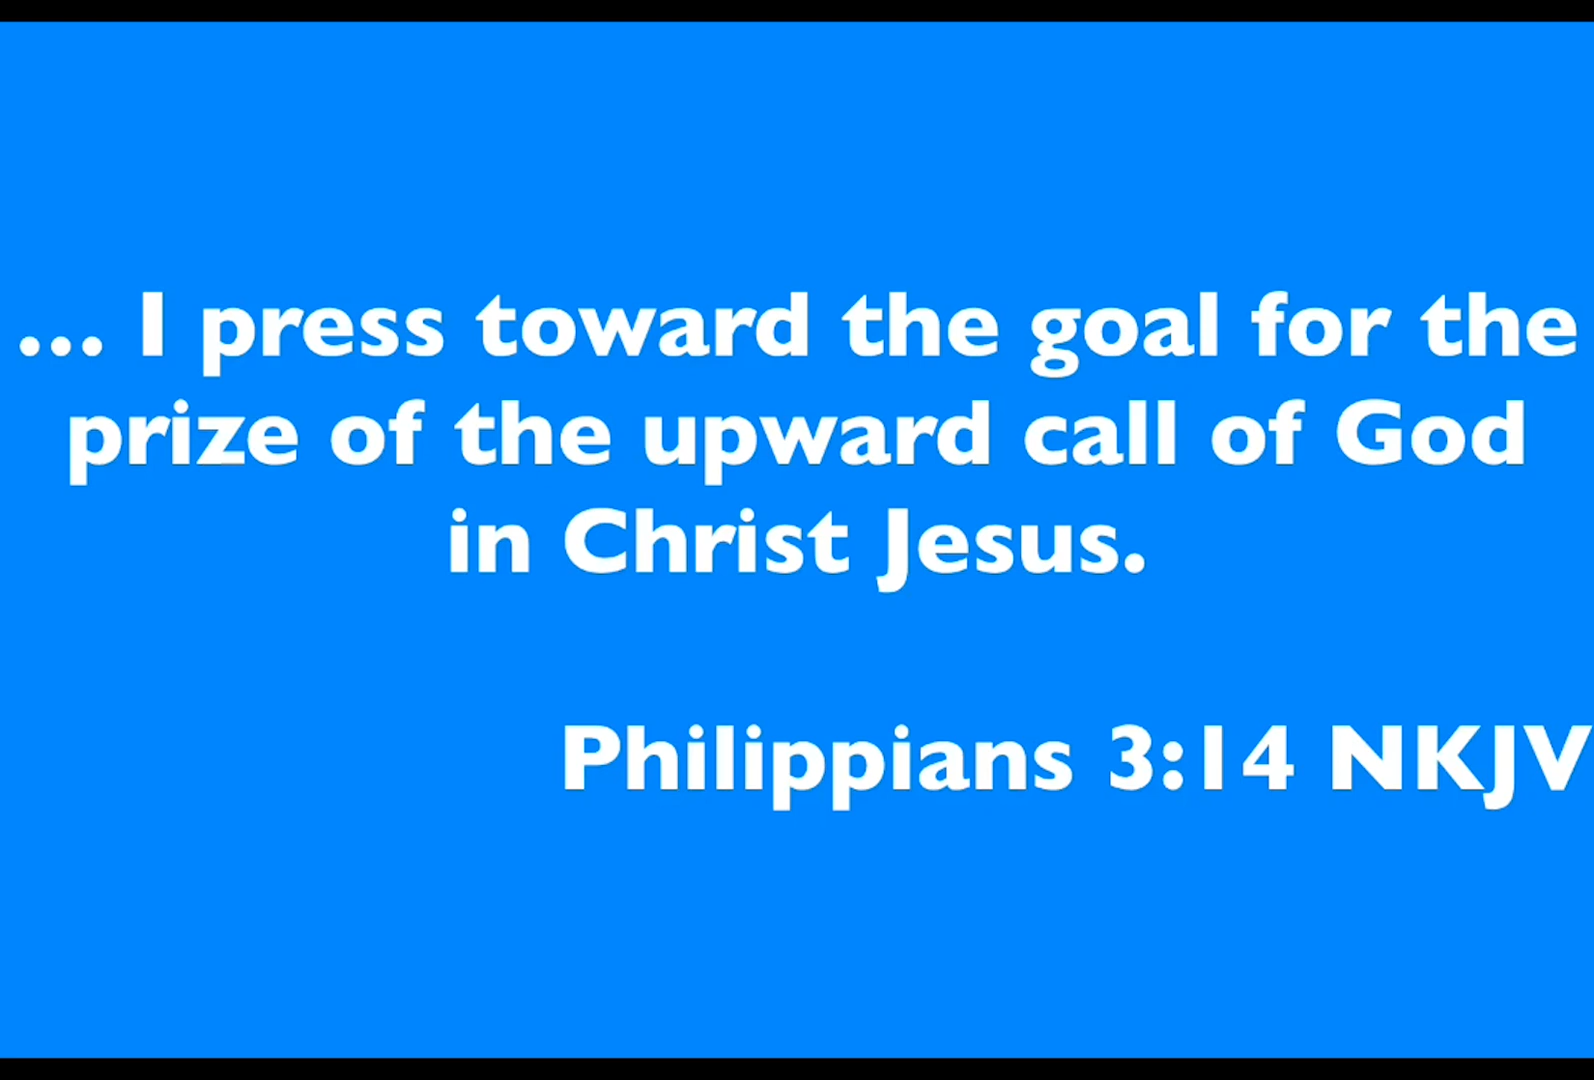 ... I press toward the goal for the
prize of the upward call of God
in Christ Jesus.
Philippians 3:14 NKJV